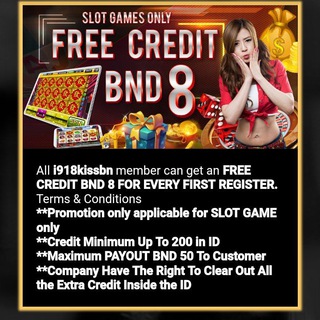 SLOT GAMES ONLY
FREE CREDIT
BND 8
All i918kissbn member can get an FREE
CREDIT BND 8 FOR EVERY FIRST REGISTER.
Terms & Conditions
**Promotion only applicable for SLOT GAME
only
**Credit Minimum Up To 200 in ID
**Maximum PAYOUT BND 50 To Customer
**Company Have The Right To Clear Out All
the Extra Credit Inside the ID